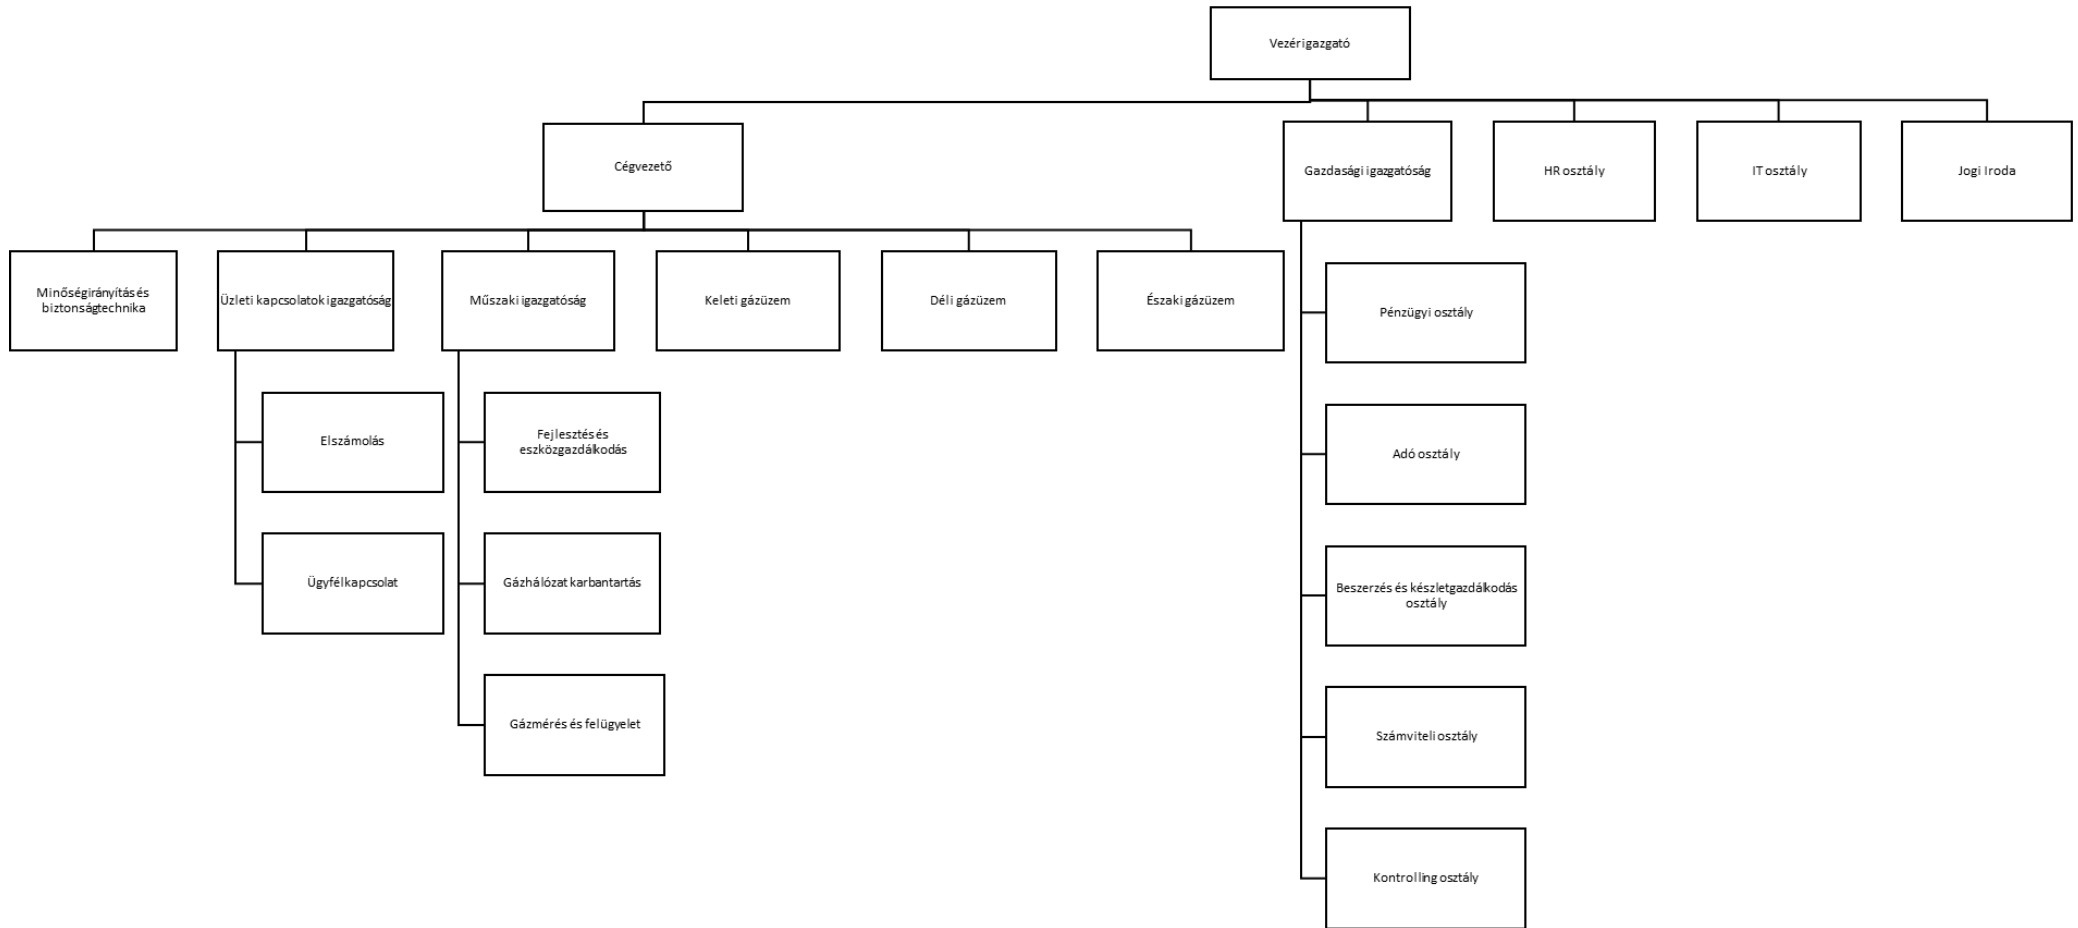 Vezérigazgató
Cégvezető
Gazdasági igazgatóság
HR osztály
IT osztály
Jogi Iroda
Minőségirányítás és
biztonságtechnika
Üzleti kapcsolatok igazgatóság
Műszaki igazgatóság
Keleti gázüzem
Déli gázüzem
Északi gázüzem
Elszámolás
Ügyfélkapcsolat
Fejlesztés és
eszközgazdálkodás
Gázhálózat karbantartás
Gázmérés és felügyelet
Pénzügyi osztály
Adó osztály
Beszerzés és készletgazdálkodás
osztály
Számviteli osztály
Kontrolling osztály